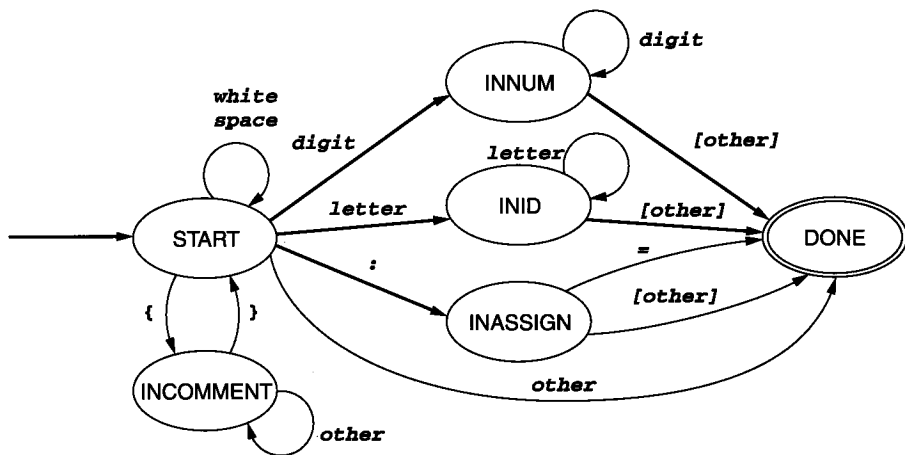 digit
INNUM
white
space
digit
[other]
letter
letter
INID
[other]
START
DONE
:
=
INASSIGN
[other]
{
}
INCOMMENT
other
other